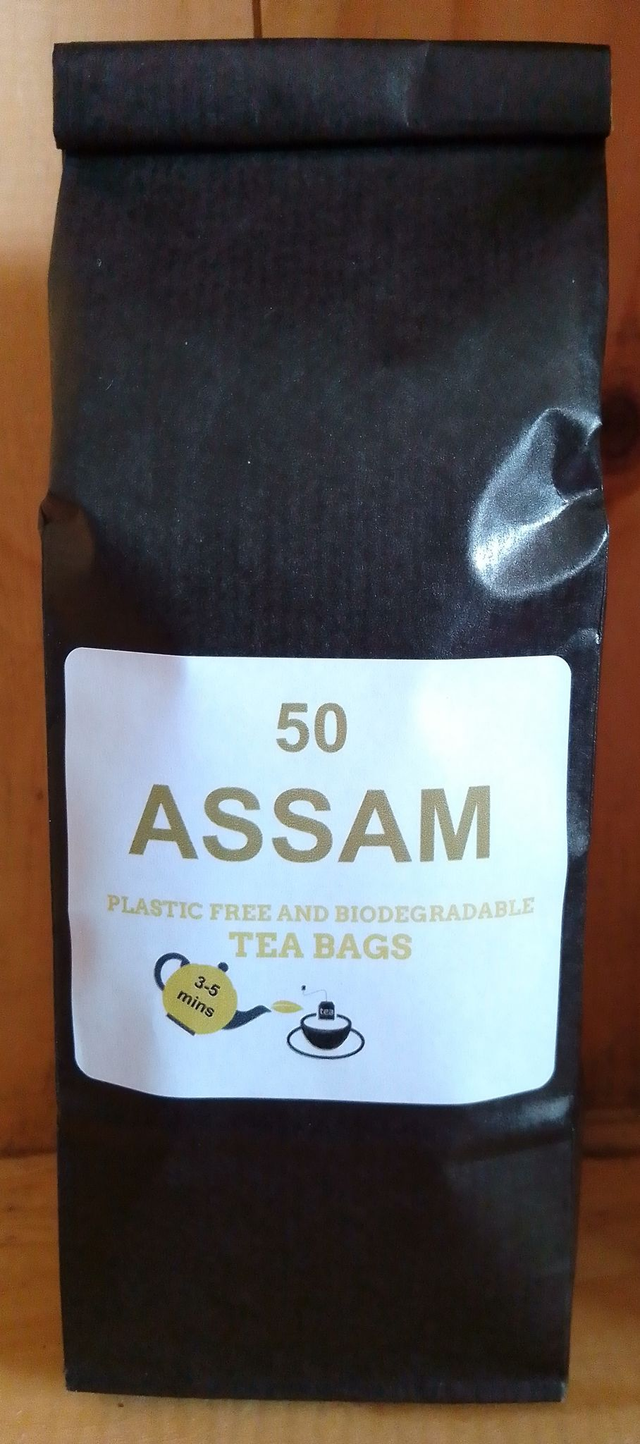 50
ASSAM
PLASTIC FREE AND BIODEGRADABLE
TEA BAGS
3-5
mins
tea